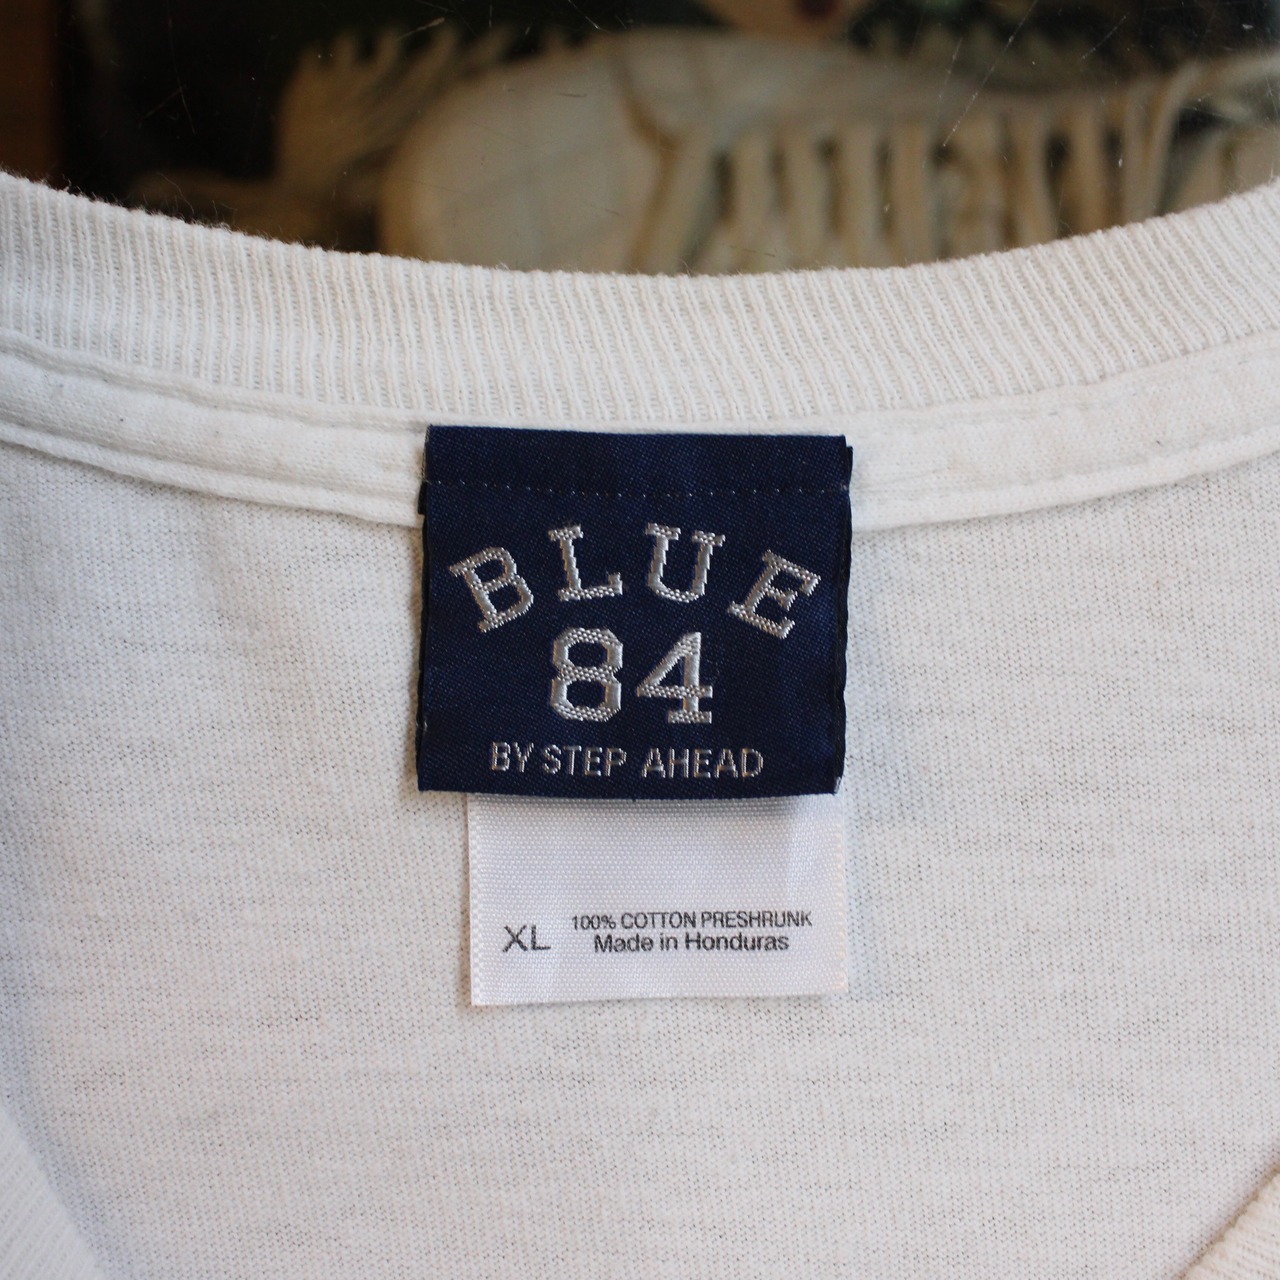 BLUE
84
BY STEP AHEAD
XL
100% COTTON PRESHRUNK
Made in Honduras